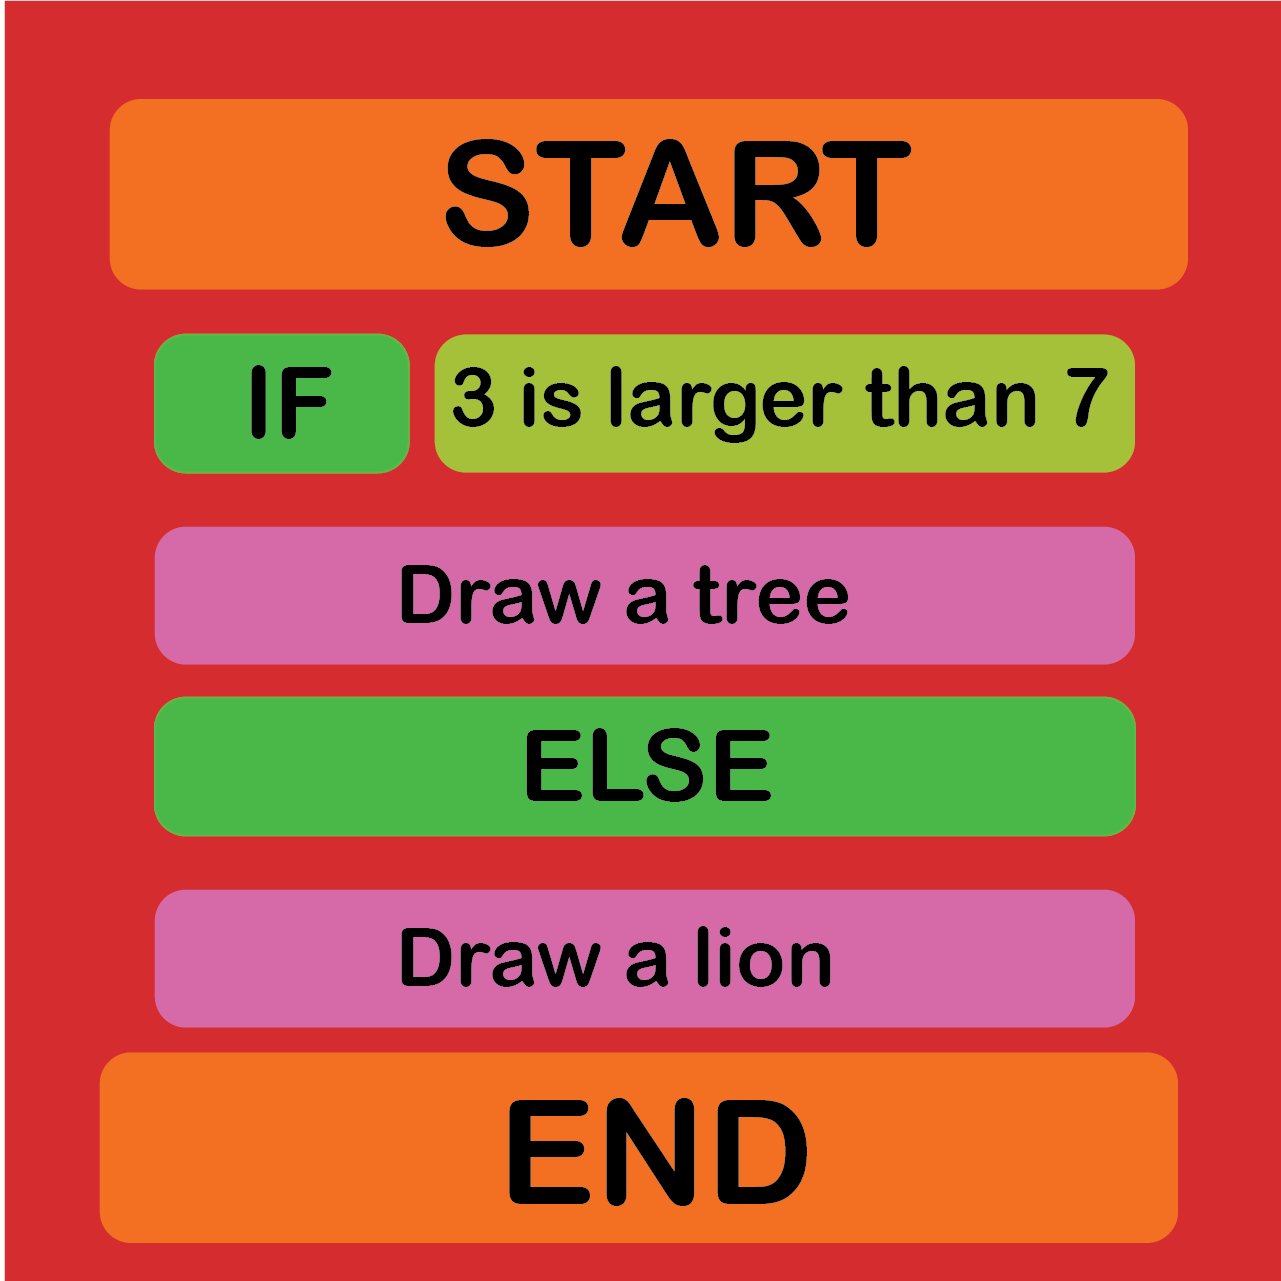 START
IF 3 is larger than 7
Draw a tree
ELSE
Draw a lion
END